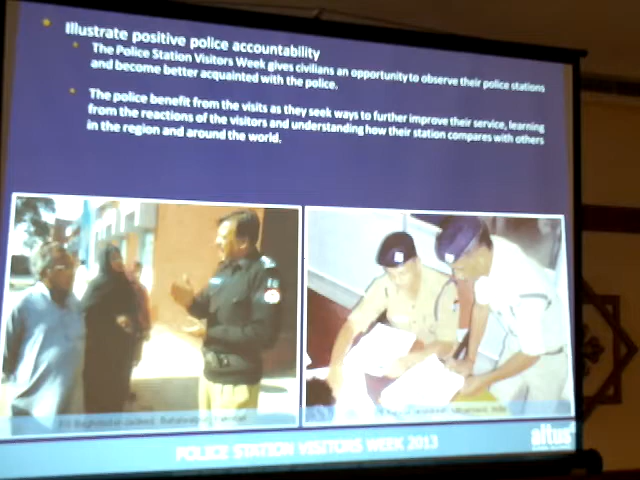 Illustrate positive police accountability
The Police Station Visitors Week gives civilians an opportunity to observe their police stations
and become better acquainted with the police.
The police benefit from the visits as they seek ways to further improve their service, learning
from the reactions of the visitors and understanding how their station compares with others
in the region and around the world.
POLICE STATION VISITORS WEEK 2013
altus